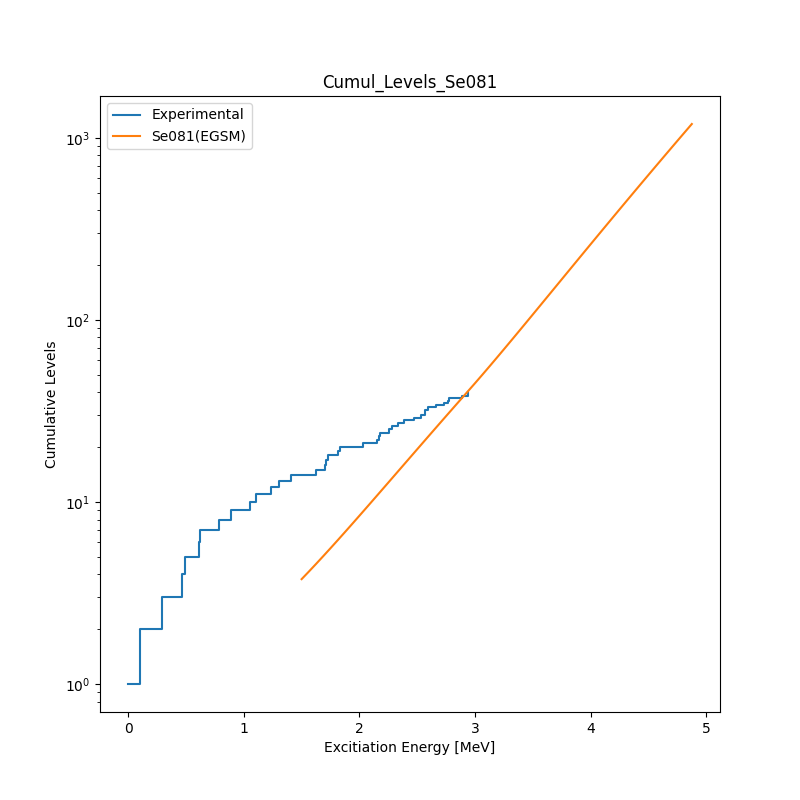 Cumul_Levels_Se081
Experimental
Se081(EGSM)
10³
10²
10¹
10⁰
Cumulative Levels
0 1 2 3 4 5
Excitiation Energy [MeV]